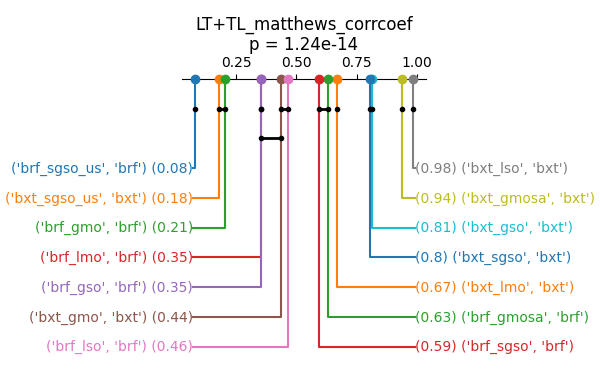 LT+TL_matthews_corrcoef
p = 1.24e-14
0.25 0.50 0.75 1.00
('brf_sgso_us', 'brf') (0.08) (0.98) ('bxt_lso', 'bxt')
('bxt_sgso_us', 'bxt') (0.18) (0.94) ('bxt_gmosa', 'bxt')
('brf_gmo', 'brf') (0.21) (0.81) ('bxt_gso', 'bxt')
('brf_lmo', 'brf') (0.35) (0.8) ('bxt_sgso', 'bxt')
('brf_gso', 'brf') (0.35) (0.67) ('bxt_lmo', 'bxt')
('bxt_gmo', 'bxt') (0.44) (0.63) ('brf_gmosa', 'brf')
('brf_lso', 'brf') (0.46) (0.59) ('brf_sgso', 'brf')